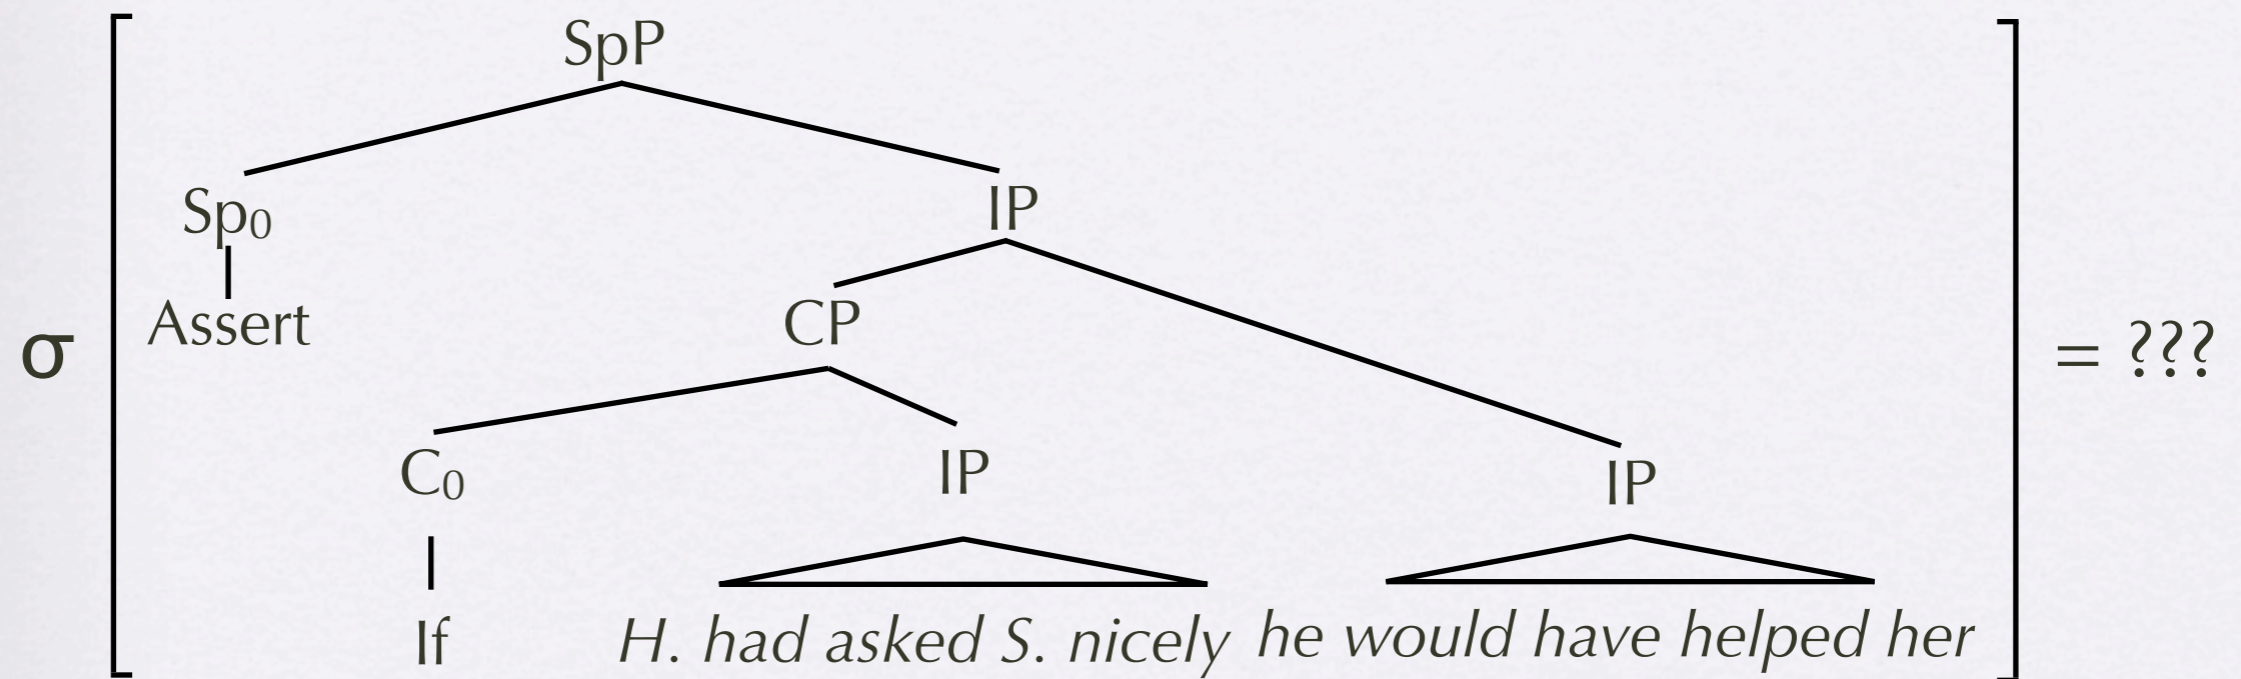 SpP
Sp₀ IP
Assert CP
σ = ???
C₀ IP IP
If H. had asked S. nicely he would have helped her